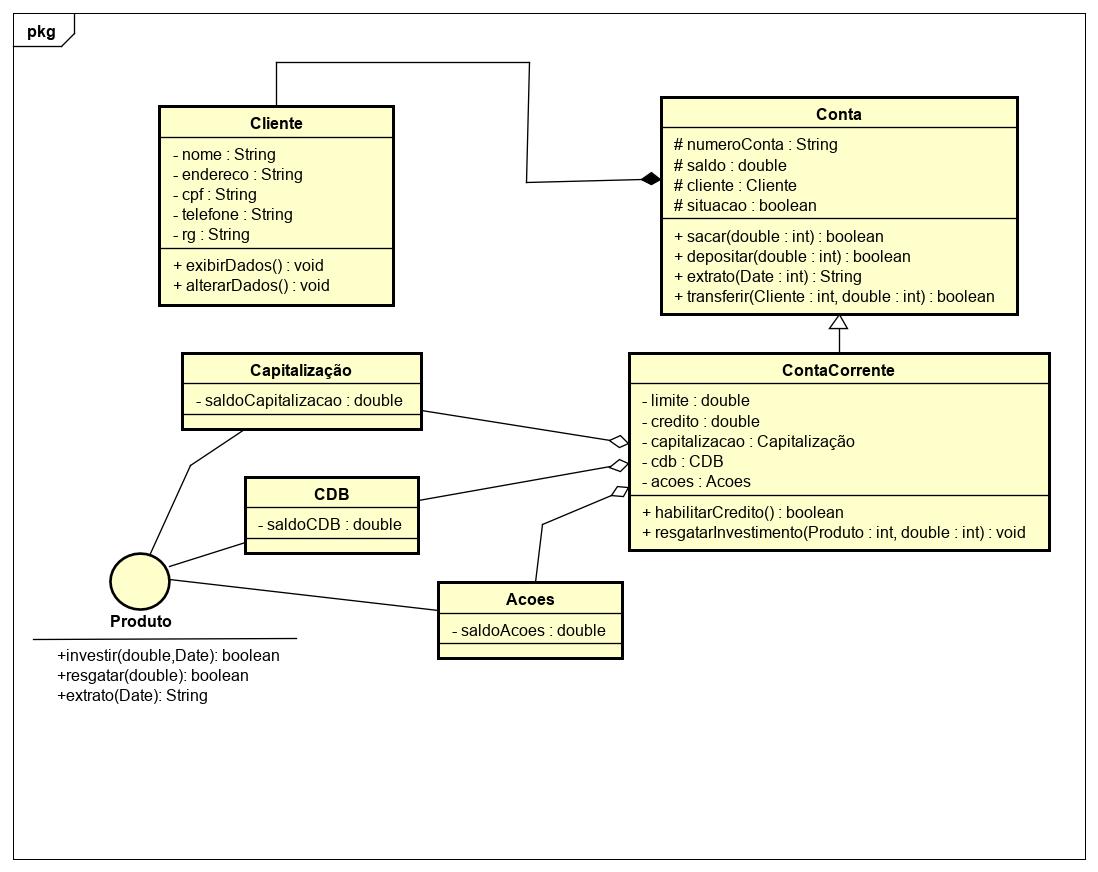 pkg
Cliente
- nome : String
- endereco : String
- cpf : String
- telefone : String
- rg : String
+ exibirDados() : void
+ alterarDados() : void
Conta
# numeroConta : String
# saldo : double
# cliente : Cliente
# situacao : boolean
+ sacar(double : int) : boolean
+ depositar(double : int) : boolean
+ extrato(Date : int) : String
+ transferir(Cliente : int, double : int) : boolean
Capitalização
- saldoCapitalizacao : double
ContaCorrente
- limite : double
- credito : double
- capitalizacao : Capitalização
- cdb : CDB
- acoes : Acoes
+ habilitarCredito() : boolean
+ resgatarInvestimento(Produto : int, double : int) : void
CDB
- saldoCDB : double
Acoes
- saldoAcoes : double
Produto
+investir(double,Date): boolean
+resgatar(double): boolean
+extrato(Date): String